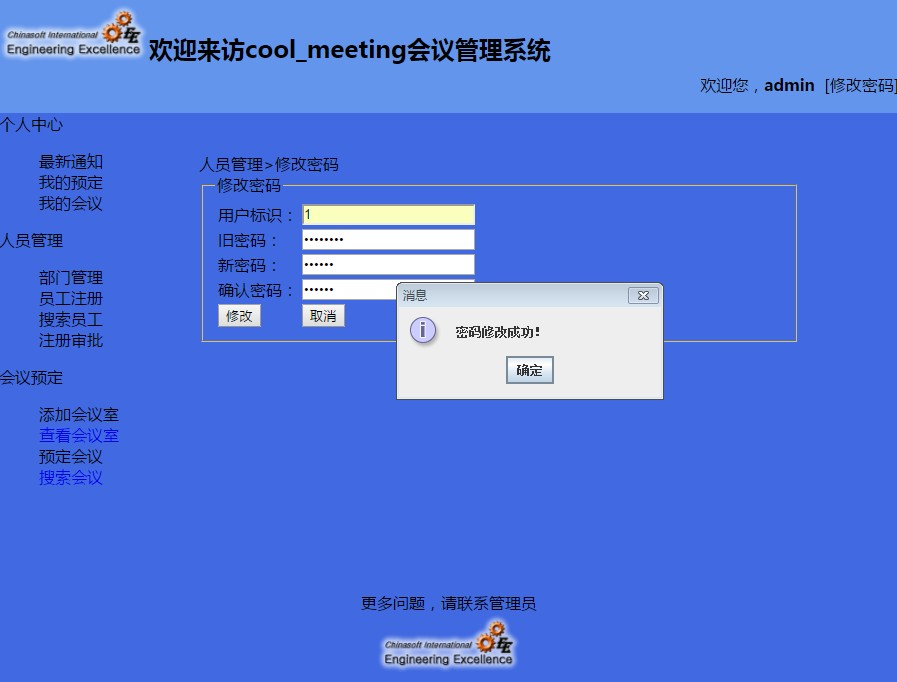 Chinasoft International
Engineering Excellence
欢迎来访cool_meeting会议管理系统
欢迎您，admin [修改密码]
个人中心
最新通知
我的预定
我的会议
人员管理
部门管理
员工注册
搜索员工
注册审批
会议预定
添加会议室
查看会议室
预定会议
搜索会议
人员管理>修改密码
修改密码
用户标识： 1
旧密码： ••••••••
新密码： ••••••
确认密码： ••••••
修改 取消
消息
密码修改成功!
确定
更多问题，请联系管理员
Chinasoft International
Engineering Excellence